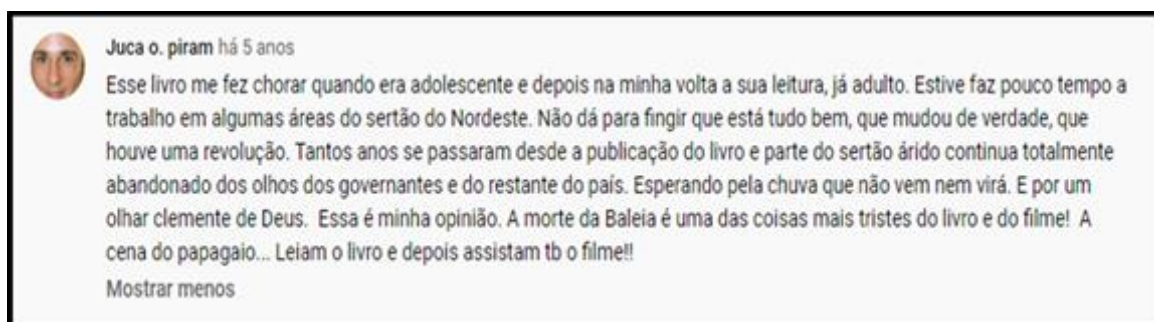 Juca o. piram há 5 anos
Esse livro me fez chorar quando era adolescente e depois na minha volta a sua leitura, já adulto. Estive faz pouco tempo a
trabalho em algumas áreas do sertão do Nordeste. Não dá para fingir que está tudo bem, que mudou de verdade, que
houve uma revolução. Tantos anos se passaram desde a publicação do livro e parte do sertão árido continua totalmente
abandonado dos olhos dos governantes e do restante do país. Esperando pela chuva que não vem nem virá. E por um
olhar clemente de Deus. Essa é minha opinião. A morte da Baleia é uma das coisas mais tristes do livro e do filme! A
cena do papagaio... Leiam o livro e depois assistam tb o filme!!
Mostrar menos